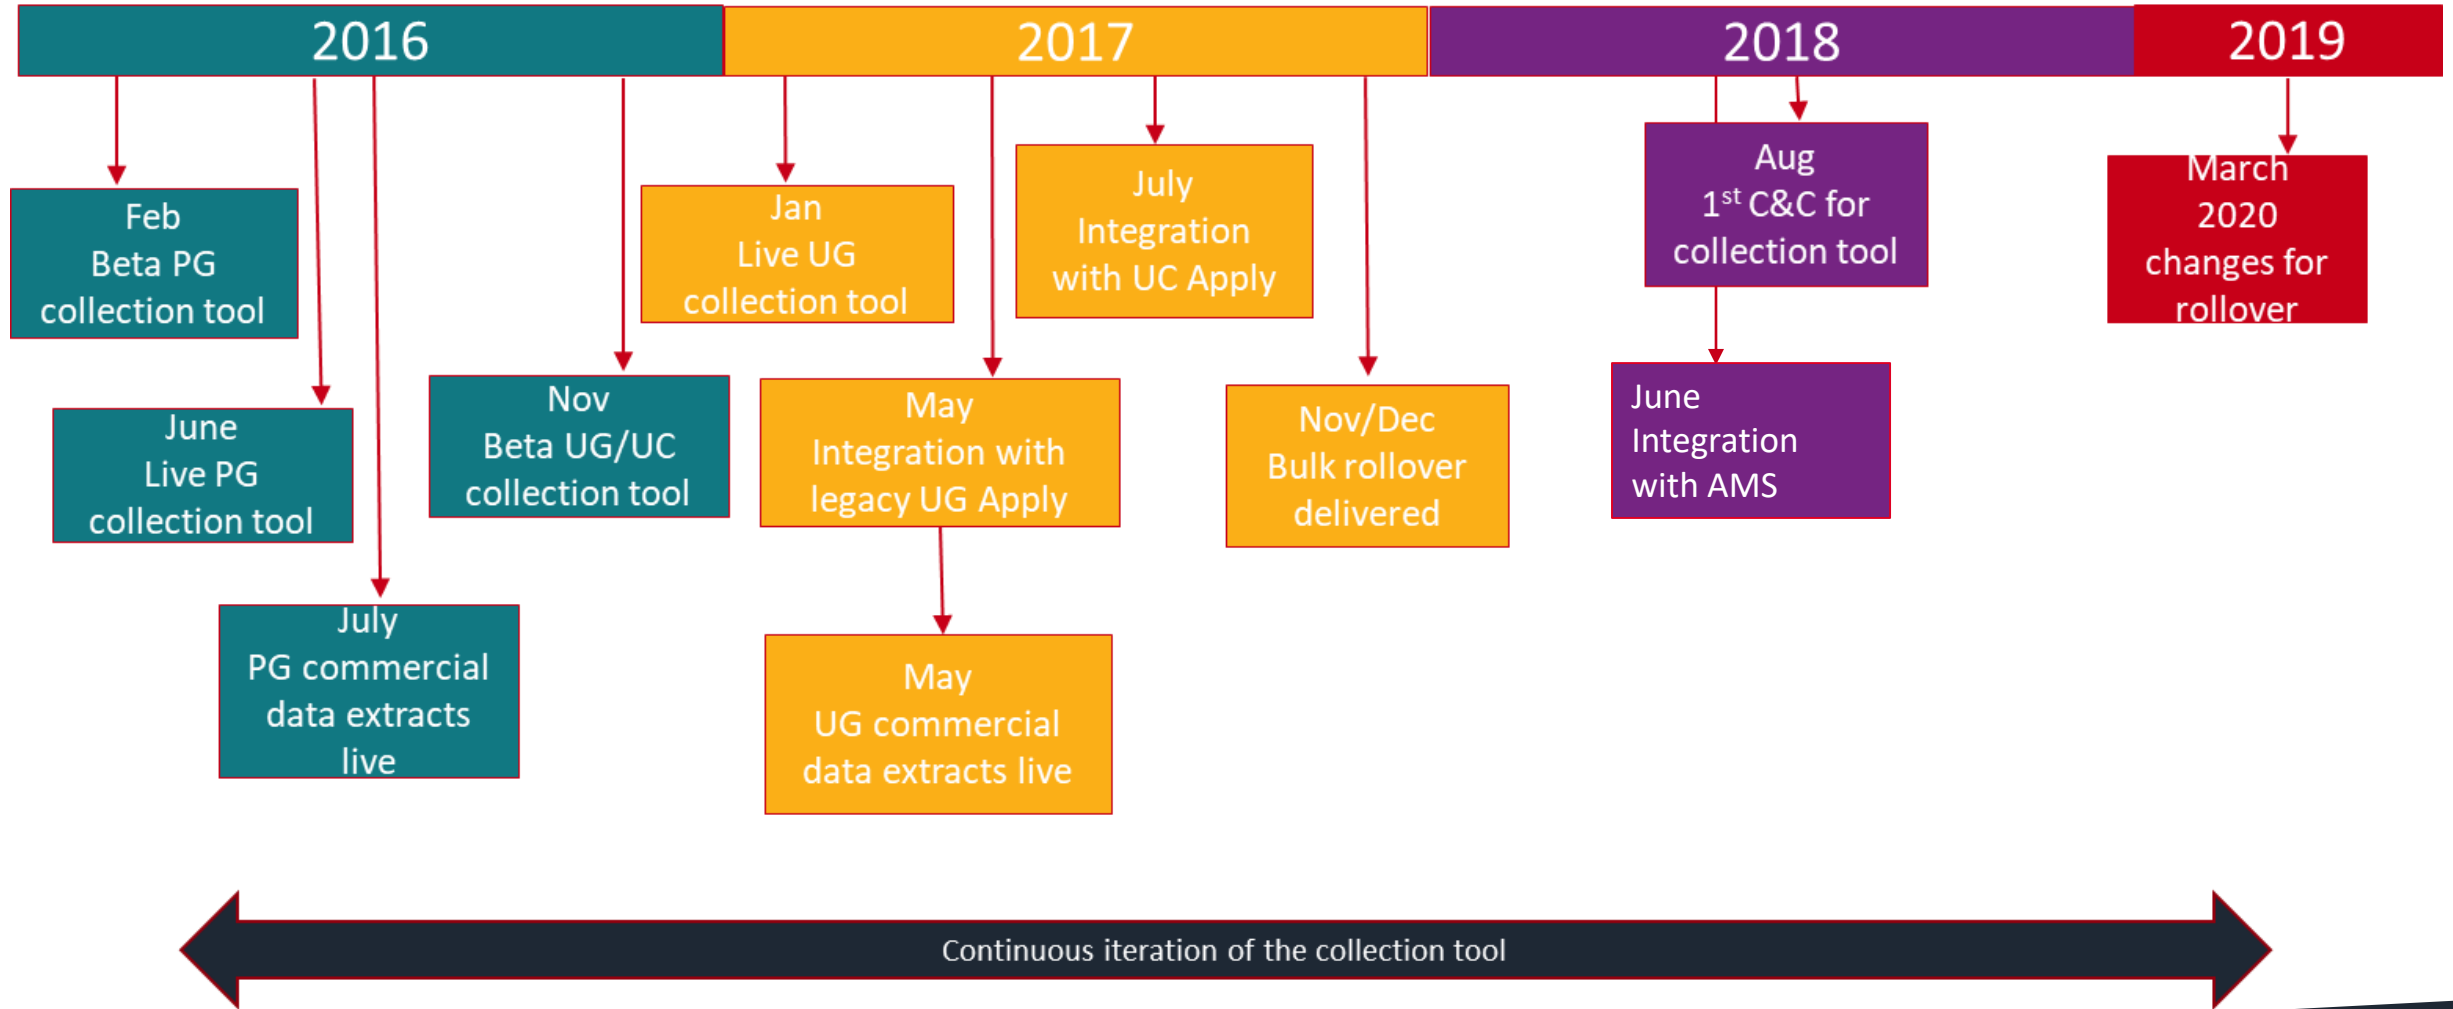 2016
2017
2018
2019
Feb
Beta PG
collection tool
June
Live PG
collection tool
July
PG commercial
data extracts
live
Nov
Beta UG/UC
collection tool
Jan
Live UG
collection tool
May
Integration with
legacy UG Apply
May
UG commercial
data extracts live
July
Integration
with UC Apply
Nov/Dec
Bulk rollover
delivered
Aug
1st C&C for
collection tool
June
Integration
with AMS
March
2020
changes for
rollover
Continuous iteration of the collection tool